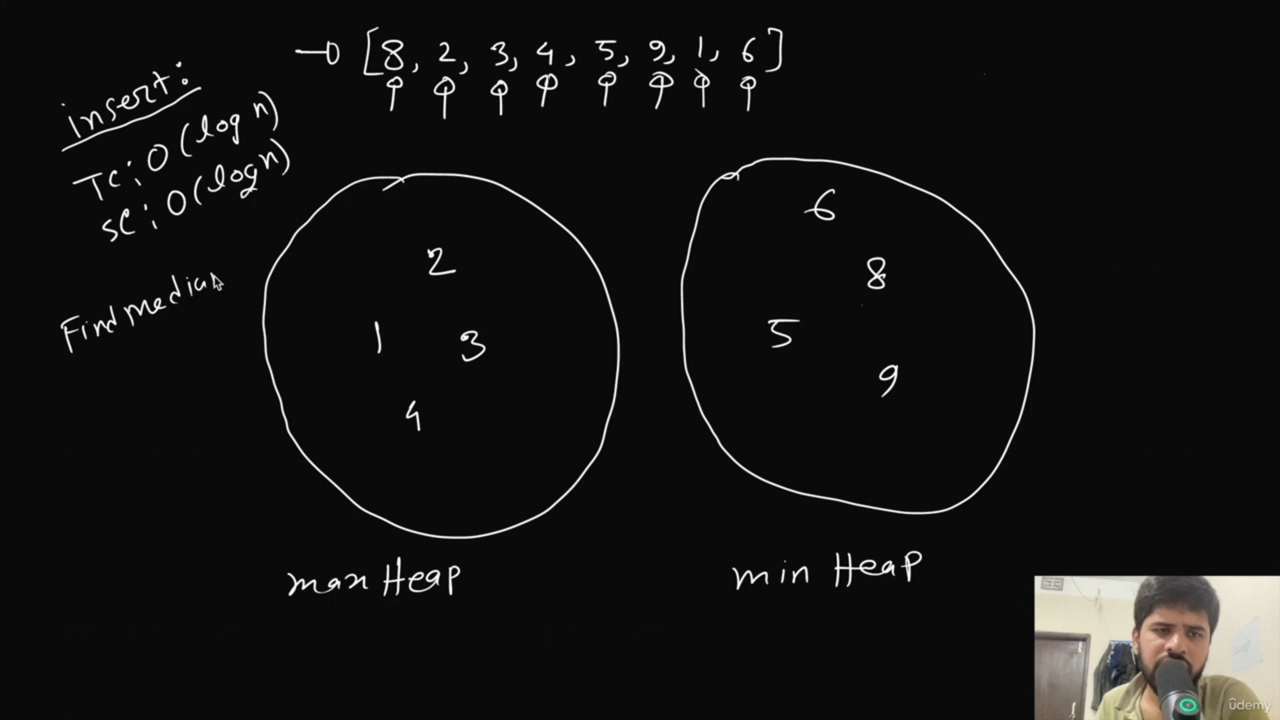 [8, 2, 3, 4, 5, 9, 1, 6]
insert:
Tc: O(log n)
sc: O(log n)
Find median
2
1 3
4
6
8
5
9
max Heap
min Heap
ûdemy